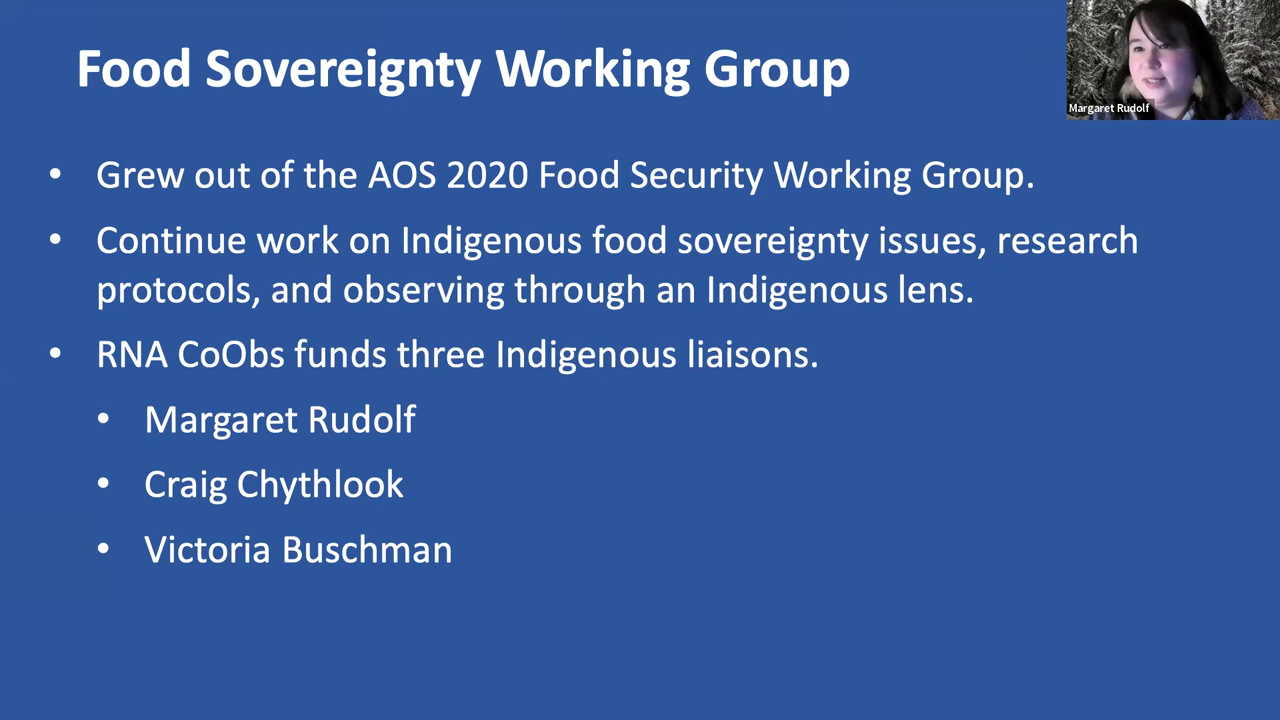 Food Sovereignty Working Group
Margaret Rudolf
• Grew out of the AOS 2020 Food Security Working Group.
• Continue work on Indigenous food sovereignty issues, research
protocols, and observing through an Indigenous lens.
• RNA CoObs funds three Indigenous liaisons.
• Margaret Rudolf
• Craig Chythlook
• Victoria Buschman